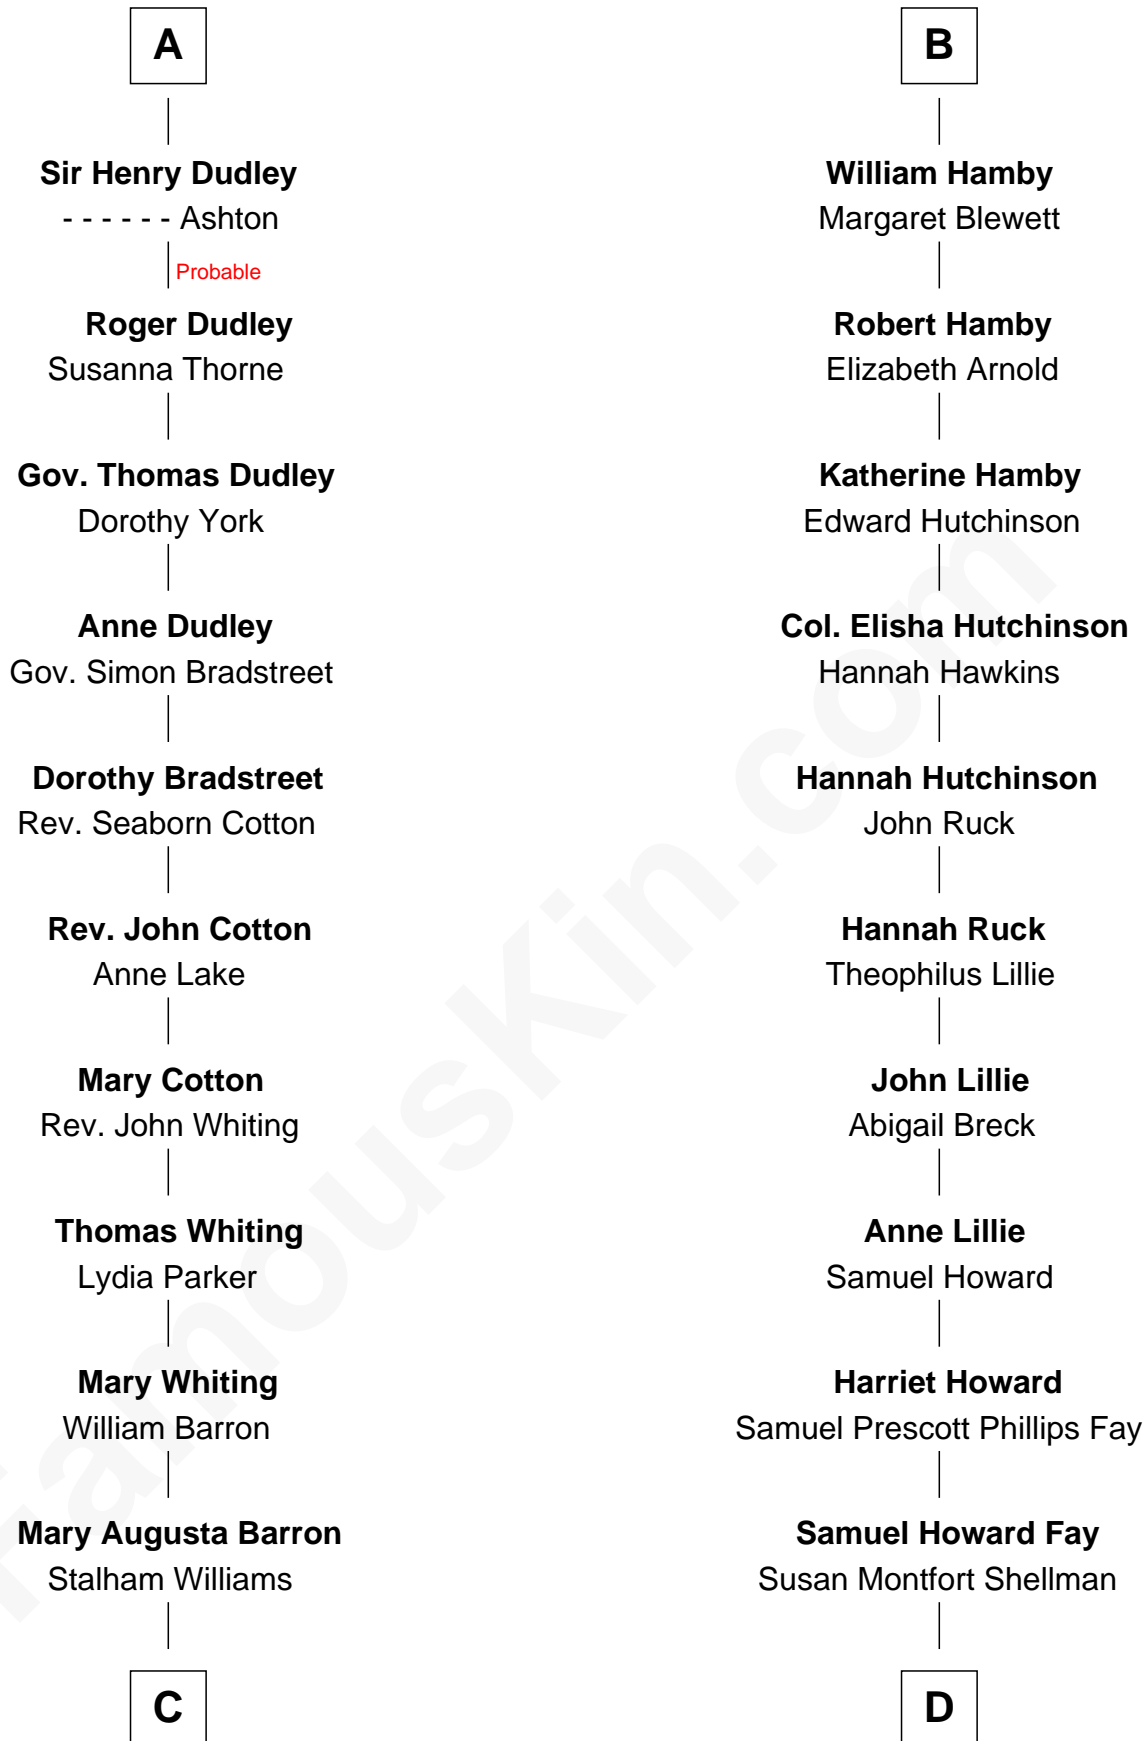 A
Sir Henry Dudley
- - - - - - Ashton
Probable
Roger Dudley
Susanna Thorne
Gov. Thomas Dudley
Dorothy York
Anne Dudley
Gov. Simon Bradstreet
Dorothy Bradstreet
Rev. Seaborn Cotton
Rev. John Cotton
Anne Lake
Mary Cotton
Rev. John Whiting
Thomas Whiting
Lydia Parker
Mary Whiting
William Barron
Mary Augusta Barron
Stalham Williams
C
B
William Hamby
Margaret Blewett
Robert Hamby
Elizabeth Arnold
Katherine Hamby
Edward Hutchinson
Col. Elisha Hutchinson
Hannah Hawkins
Hannah Hutchinson
John Ruck
Hannah Ruck
Theophilus Lillie
John Lillie
Abigail Breck
Anne Lillie
Samuel Howard
Harriet Howard
Samuel Prescott Phillips Fay
Samuel Howard Fay
Susan Montfort Shellman
D
FamousKin.com